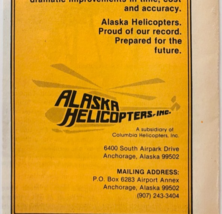 dramatic improvements in time, cost
and accuracy.
Alaska Helicopters.
Proud of our record.
Prepared for the
future.
ALASKA
HELICOPTERS, INC.
A subsidiary of
Columbia Helicopters, Inc.
6400 South Airpark Drive
Anchorage, Alaska 99502
MAILING ADDRESS:
P.O. Box 6283 Airport Annex
Anchorage, Alaska 99502
(907) 243-3404